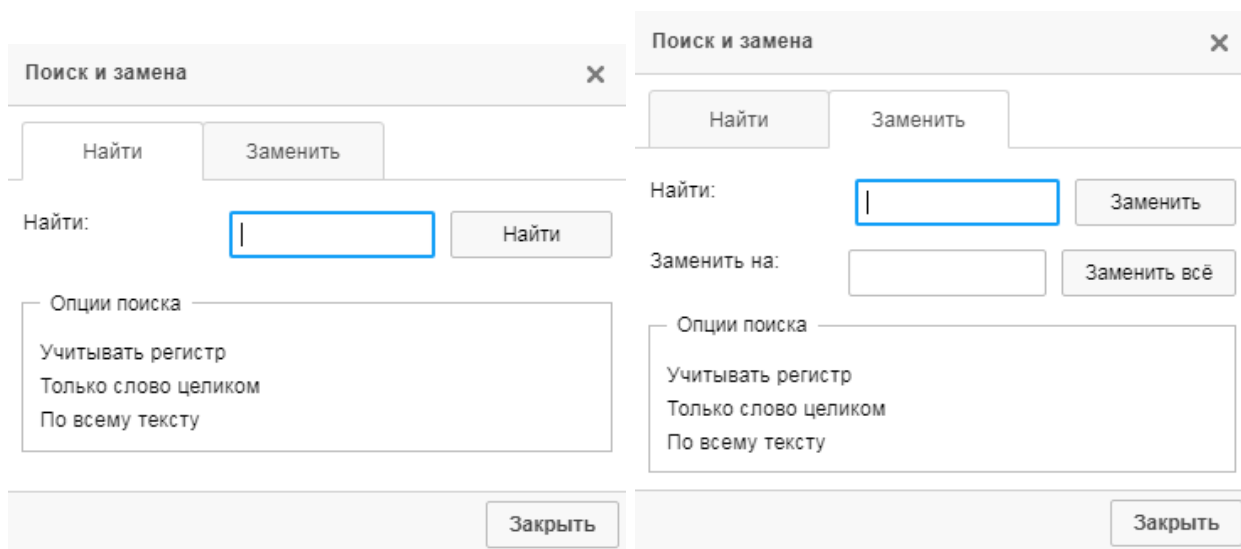 Поиск и замена
Найти Заменить
Найти: Найти
Опции поиска
Учитывать регистр
Только слово целиком
По всему тексту
Закрыть
Поиск и замена
Найти Заменить
Найти: Заменить
Заменить на: Заменить всё
Опции поиска
Учитывать регистр
Только слово целиком
По всему тексту
Закрыть